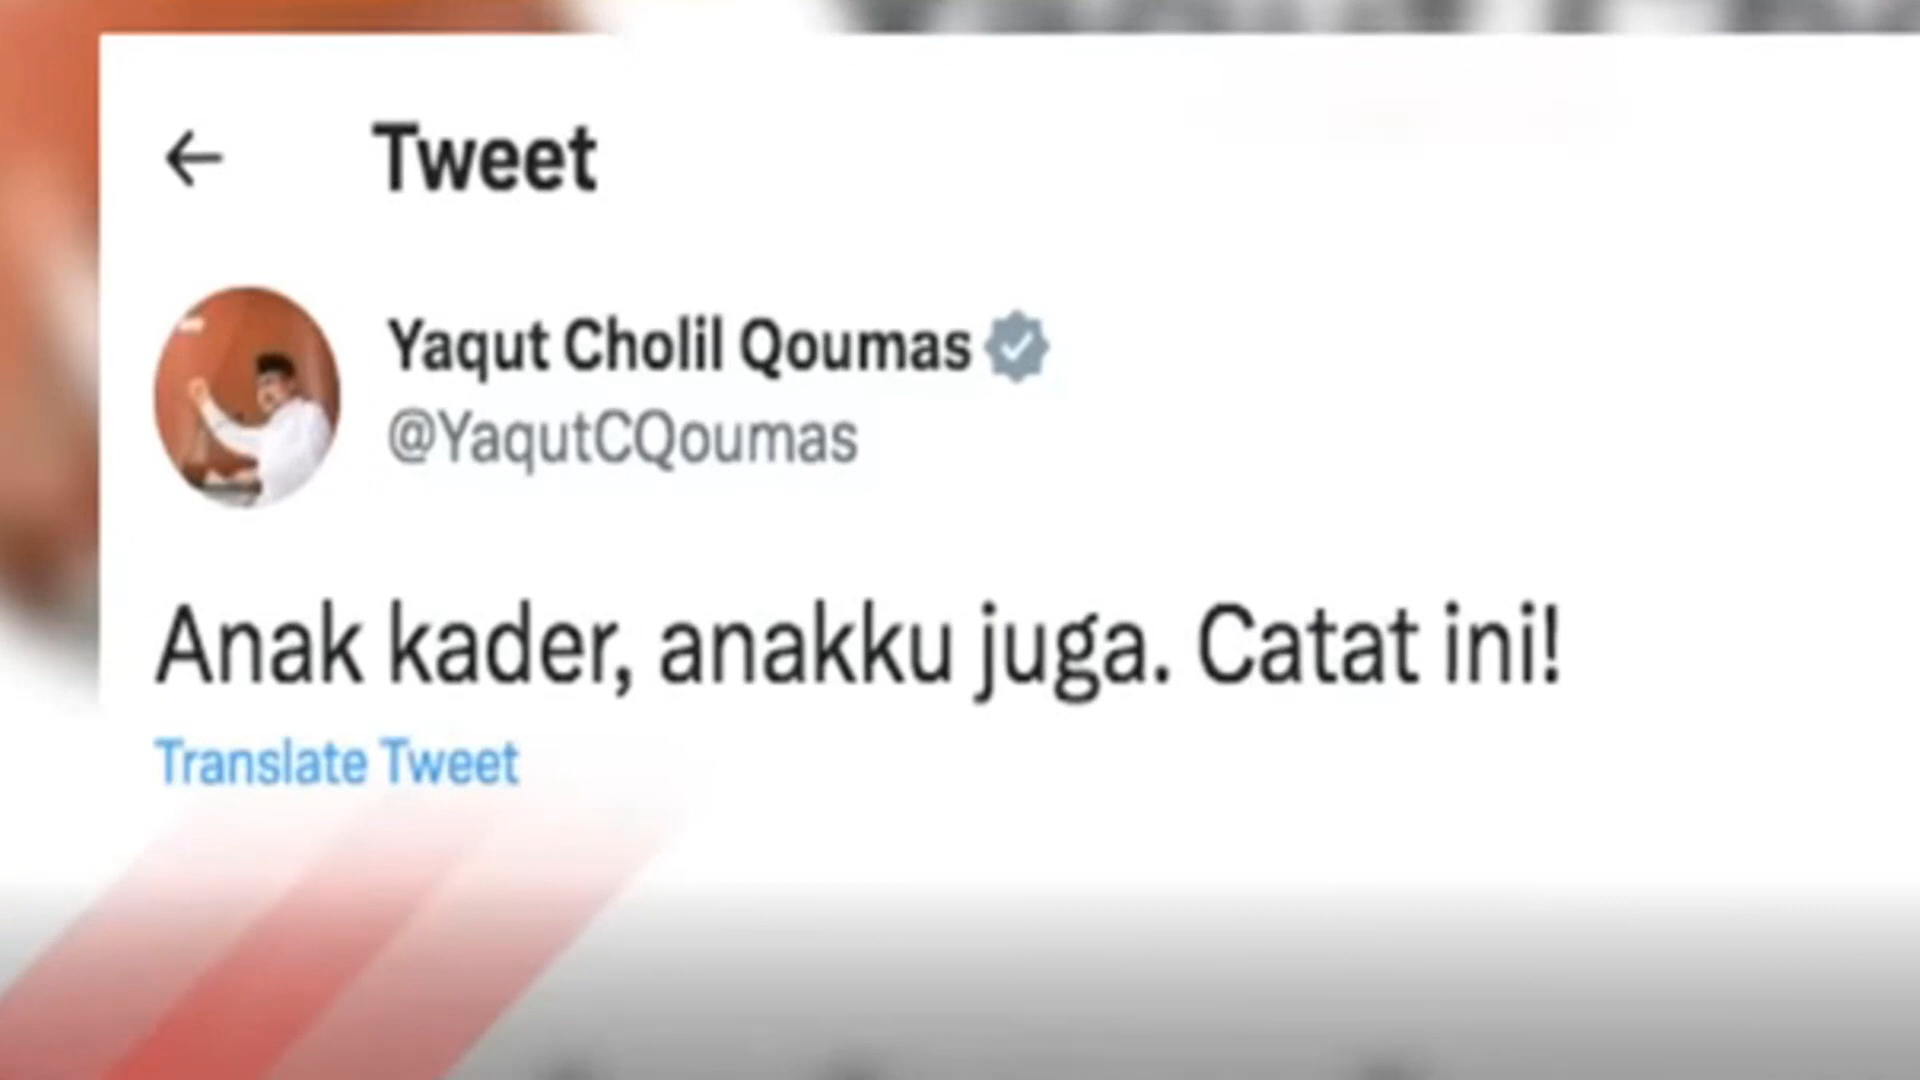 Tweet
Yaqut Cholil Qoumas
@YaqutCQoumas
Anak kader, anakku juga. Catat ini!
Translate Tweet